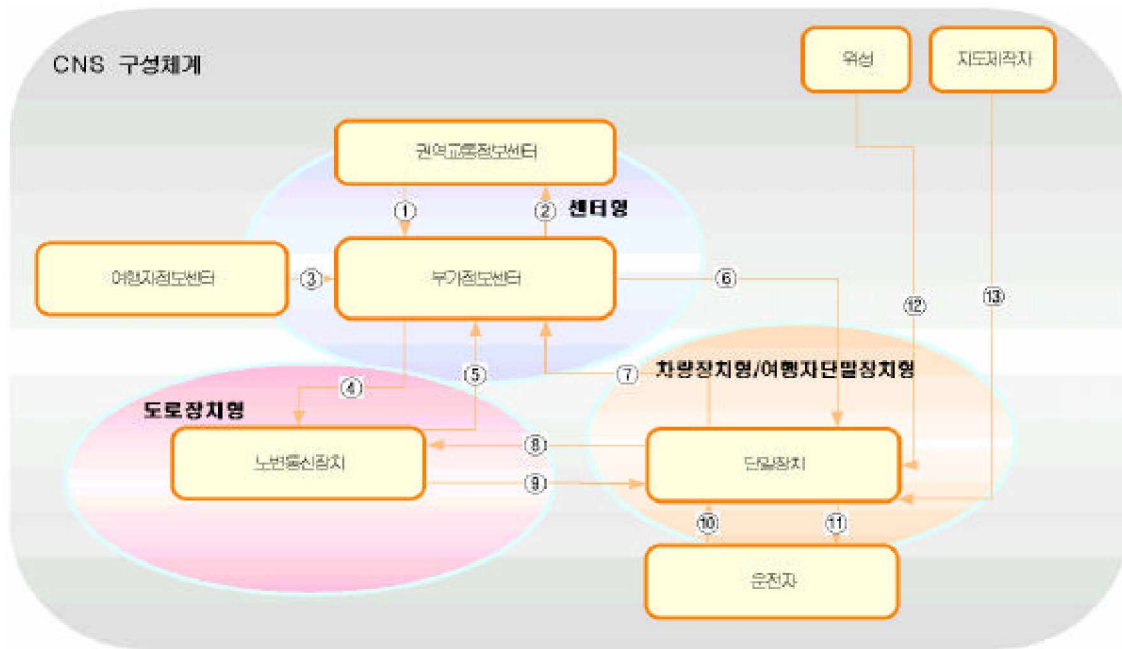 CNS 구성체계
위성
지도제작자
권역교통정보센터
① ② 센터형
여행자정보센터
③
부가정보센터
⑥
⑫
⑬
④ ⑤ ⑦ 차량장치형/여행자단말장치형
도로장치형
노변통신장치
⑧
단말장치
⑨
⑩ ⑪
운전자